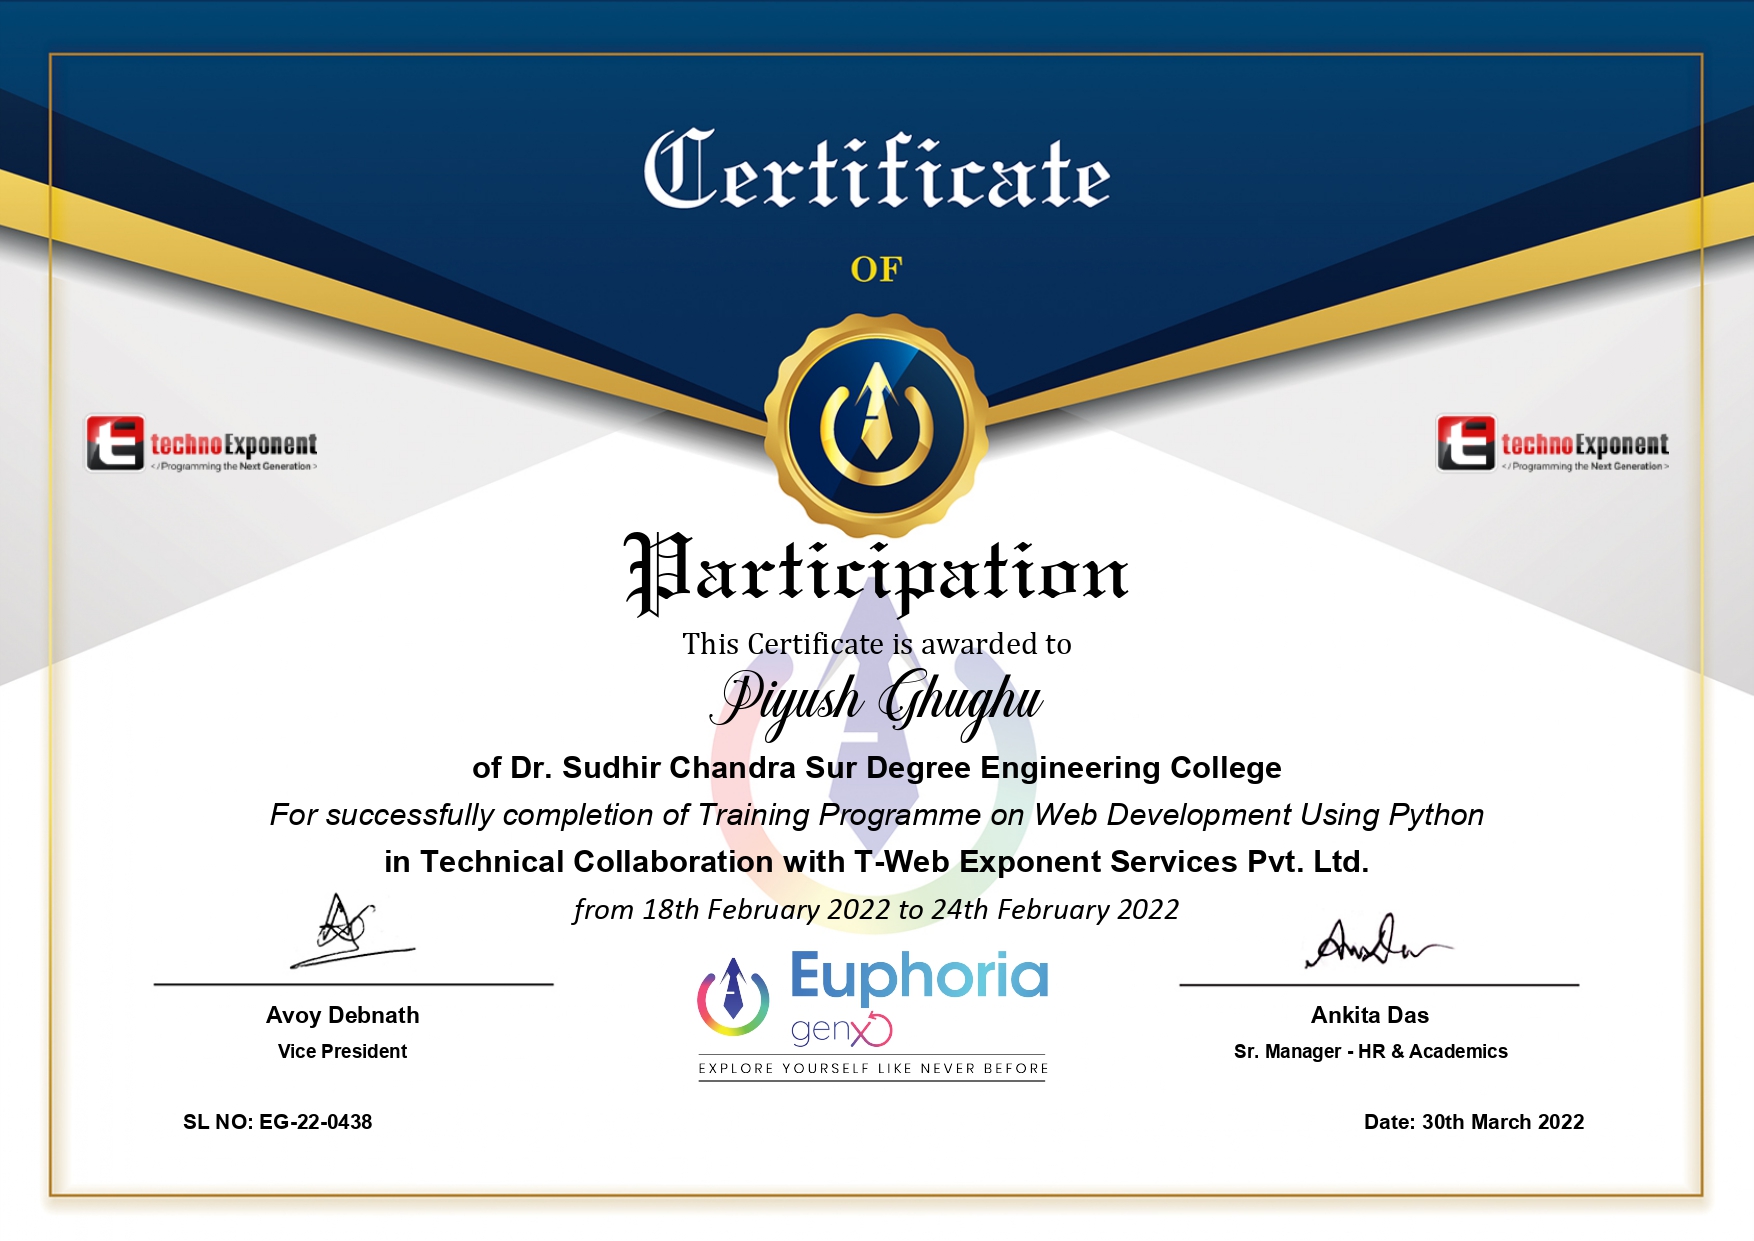 Certificate
OF
technoExponent
</Programming the Next Generation>
technoExponent
</Programming the Next Generation>
Participation
This Certificate is awarded to
Piyush Ghughu
of Dr. Sudhir Chandra Sur Degree Engineering College
For successfully completion of Training Programme on Web Development Using Python
in Technical Collaboration with T-Web Exponent Services Pvt. Ltd.
from 18th February 2022 to 24th February 2022
Avoy Debnath
Vice President
Euphoria
genx
EXPLORE YOURSELF LIKE NEVER BEFORE
Ankita Das
Sr. Manager - HR & Academics
SL NO: EG-22-0438
Date: 30th March 2022